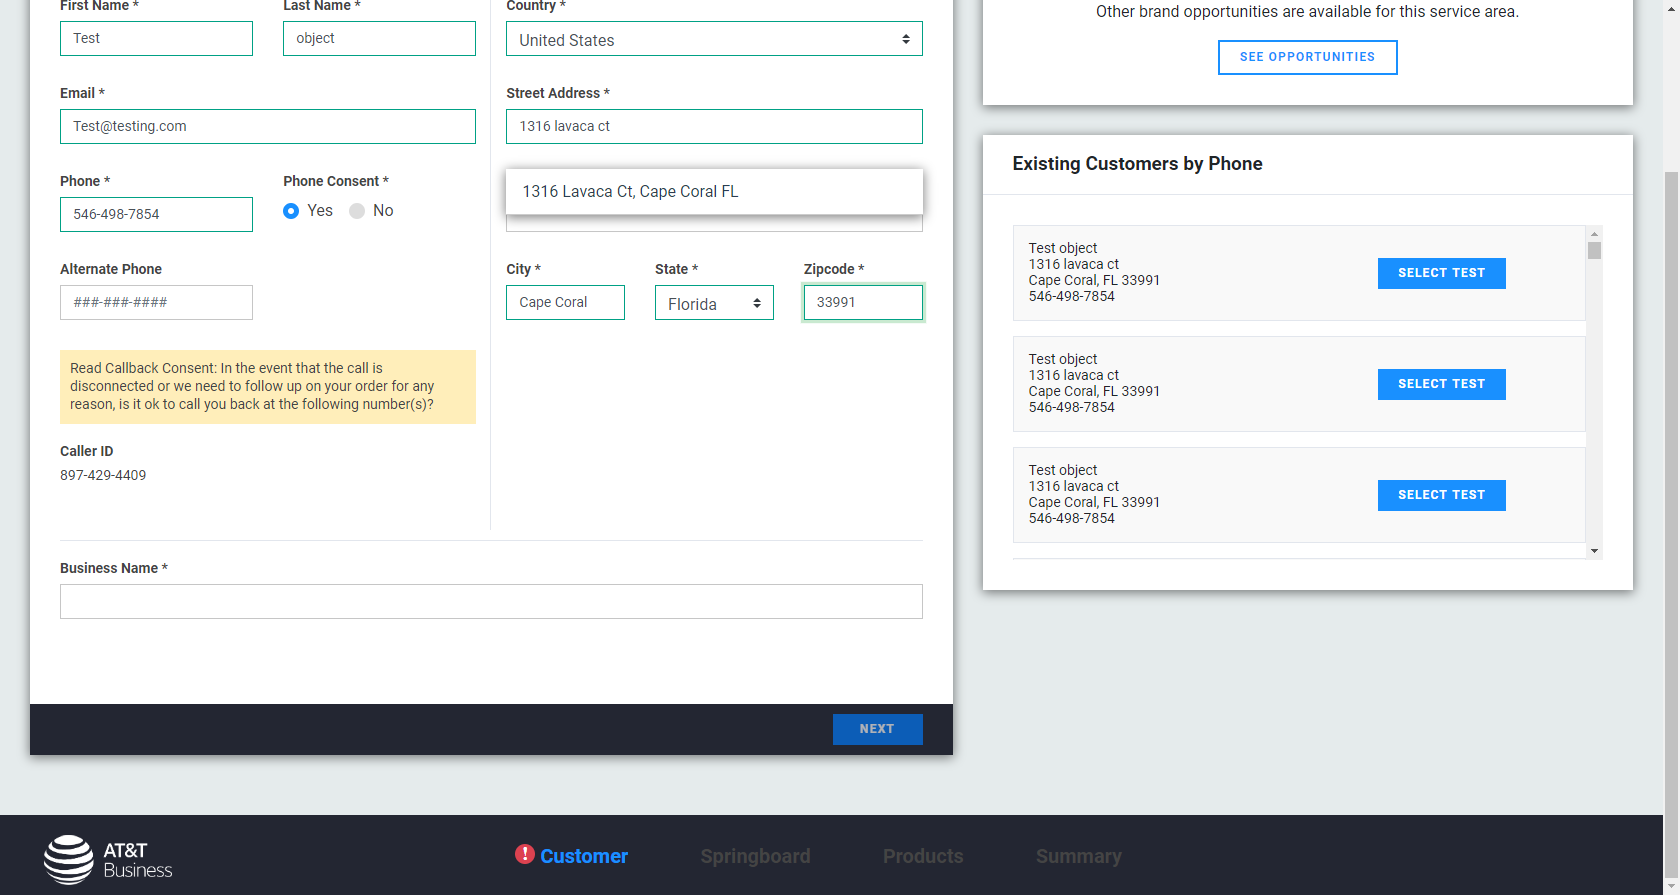 First Name *
Last Name *
Country *
Test
object
United States
Email *
Street Address *
Test@testing.com
1316 lavaca ct
Phone *
Phone Consent *
1316 Lavaca Ct, Cape Coral FL
546-498-7854
Yes
No
Alternate Phone
City *
State *
Zipcode *
###-###-####
Cape Coral
Florida
33991
Read Callback Consent: In the event that the call is
disconnected or we need to follow up on your order for any
reason, is it ok to call you back at the following number(s)?
Caller ID
897-429-4409
Business Name *
NEXT
Other brand opportunities are available for this service area.
SEE OPPORTUNITIES
Existing Customers by Phone
Test object
1316 lavaca ct
Cape Coral, FL 33991
546-498-7854
SELECT TEST
Test object
1316 lavaca ct
Cape Coral, FL 33991
546-498-7854
SELECT TEST
Test object
1316 lavaca ct
Cape Coral, FL 33991
546-498-7854
SELECT TEST
AT&T
Business
! Customer
Springboard
Products
Summary